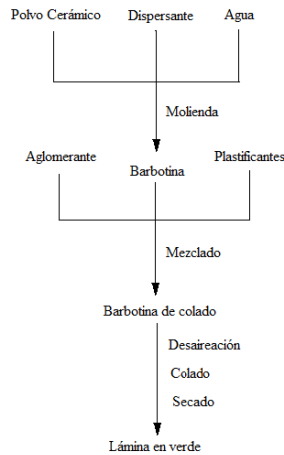 Polvo Cerámico Dispersante Agua
Molienda
Aglomerante Barbotina Plastificantes
Mezclado
Barbotina de colado
Desaireación
Colado
Secado
Lámina en verde